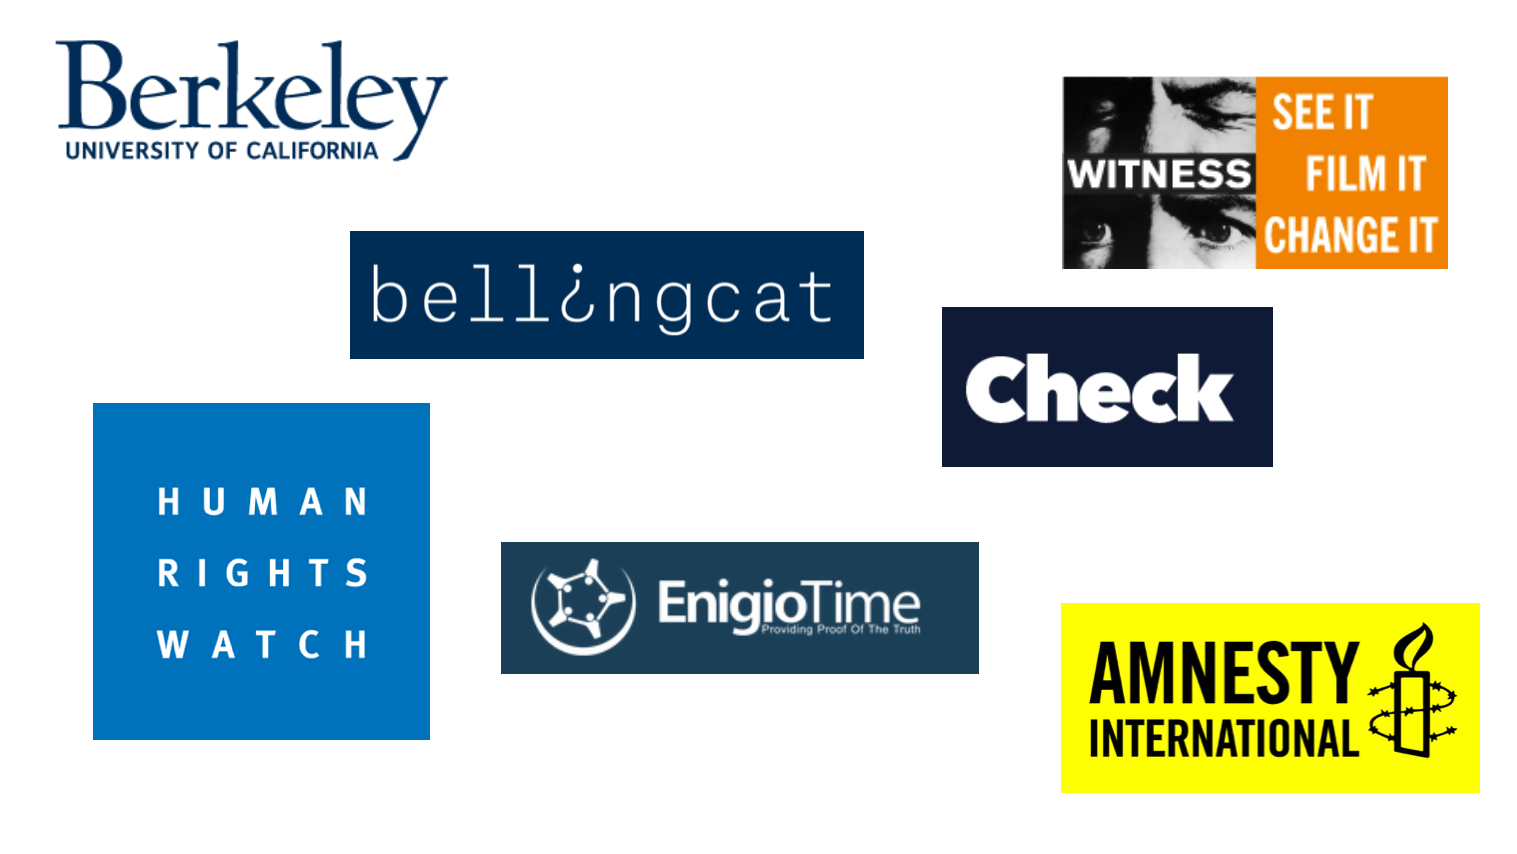 Berkeley
UNIVERSITY OF CALIFORNIA
WITNESS
SEE IT
FILM IT
CHANGE IT
bell¿ngcat
Check
HUMAN
RIGHTS
WATCH
EnigioTime
Providing Proof Of The Truth
AMNESTY
INTERNATIONAL